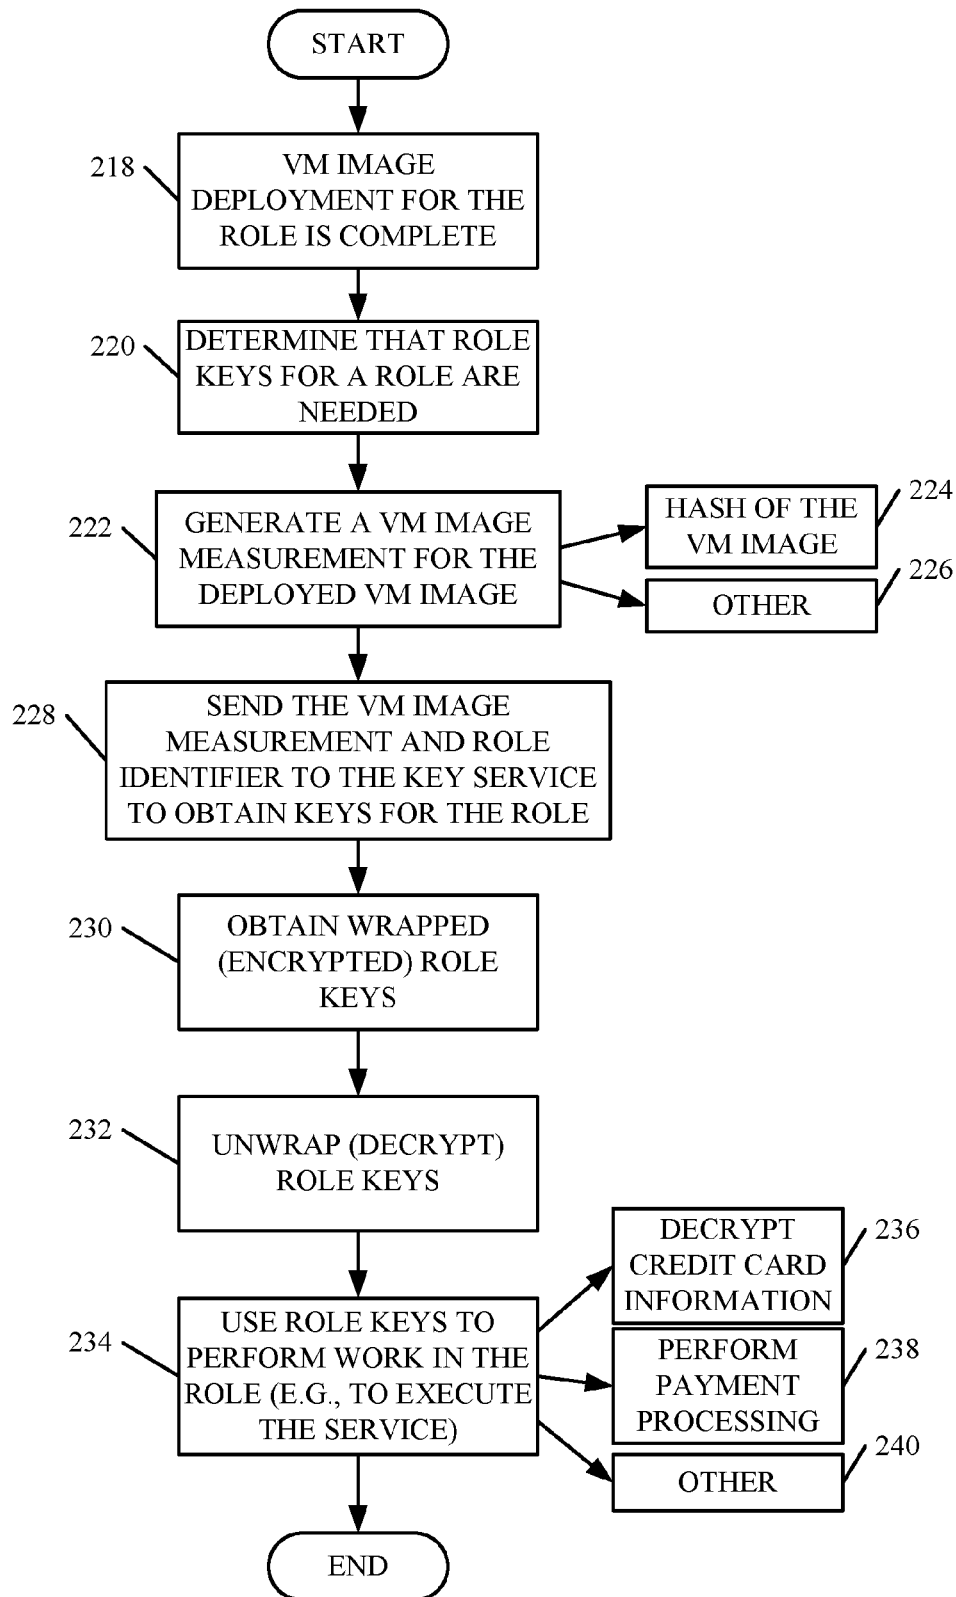 START
218
VM IMAGE
DEPLOYMENT FOR THE
ROLE IS COMPLETE
220
DETERMINE THAT ROLE
KEYS FOR A ROLE ARE
NEEDED
222
GENERATE A VM IMAGE
MEASUREMENT FOR THE
DEPLOYED VM IMAGE
HASH OF THE
VM IMAGE
224
OTHER
226
228
SEND THE VM IMAGE
MEASUREMENT AND ROLE
IDENTIFIER TO THE KEY SERVICE
TO OBTAIN KEYS FOR THE ROLE
230
OBTAIN WRAPPED
(ENCRYPTED) ROLE
KEYS
232
UNWRAP (DECRYPT)
ROLE KEYS
234
USE ROLE KEYS TO
PERFORM WORK IN THE
ROLE (E.G., TO EXECUTE
THE SERVICE)
DECRYPT
CREDIT CARD
INFORMATION
236
PERFORM
PAYMENT
PROCESSING
238
OTHER
240
END